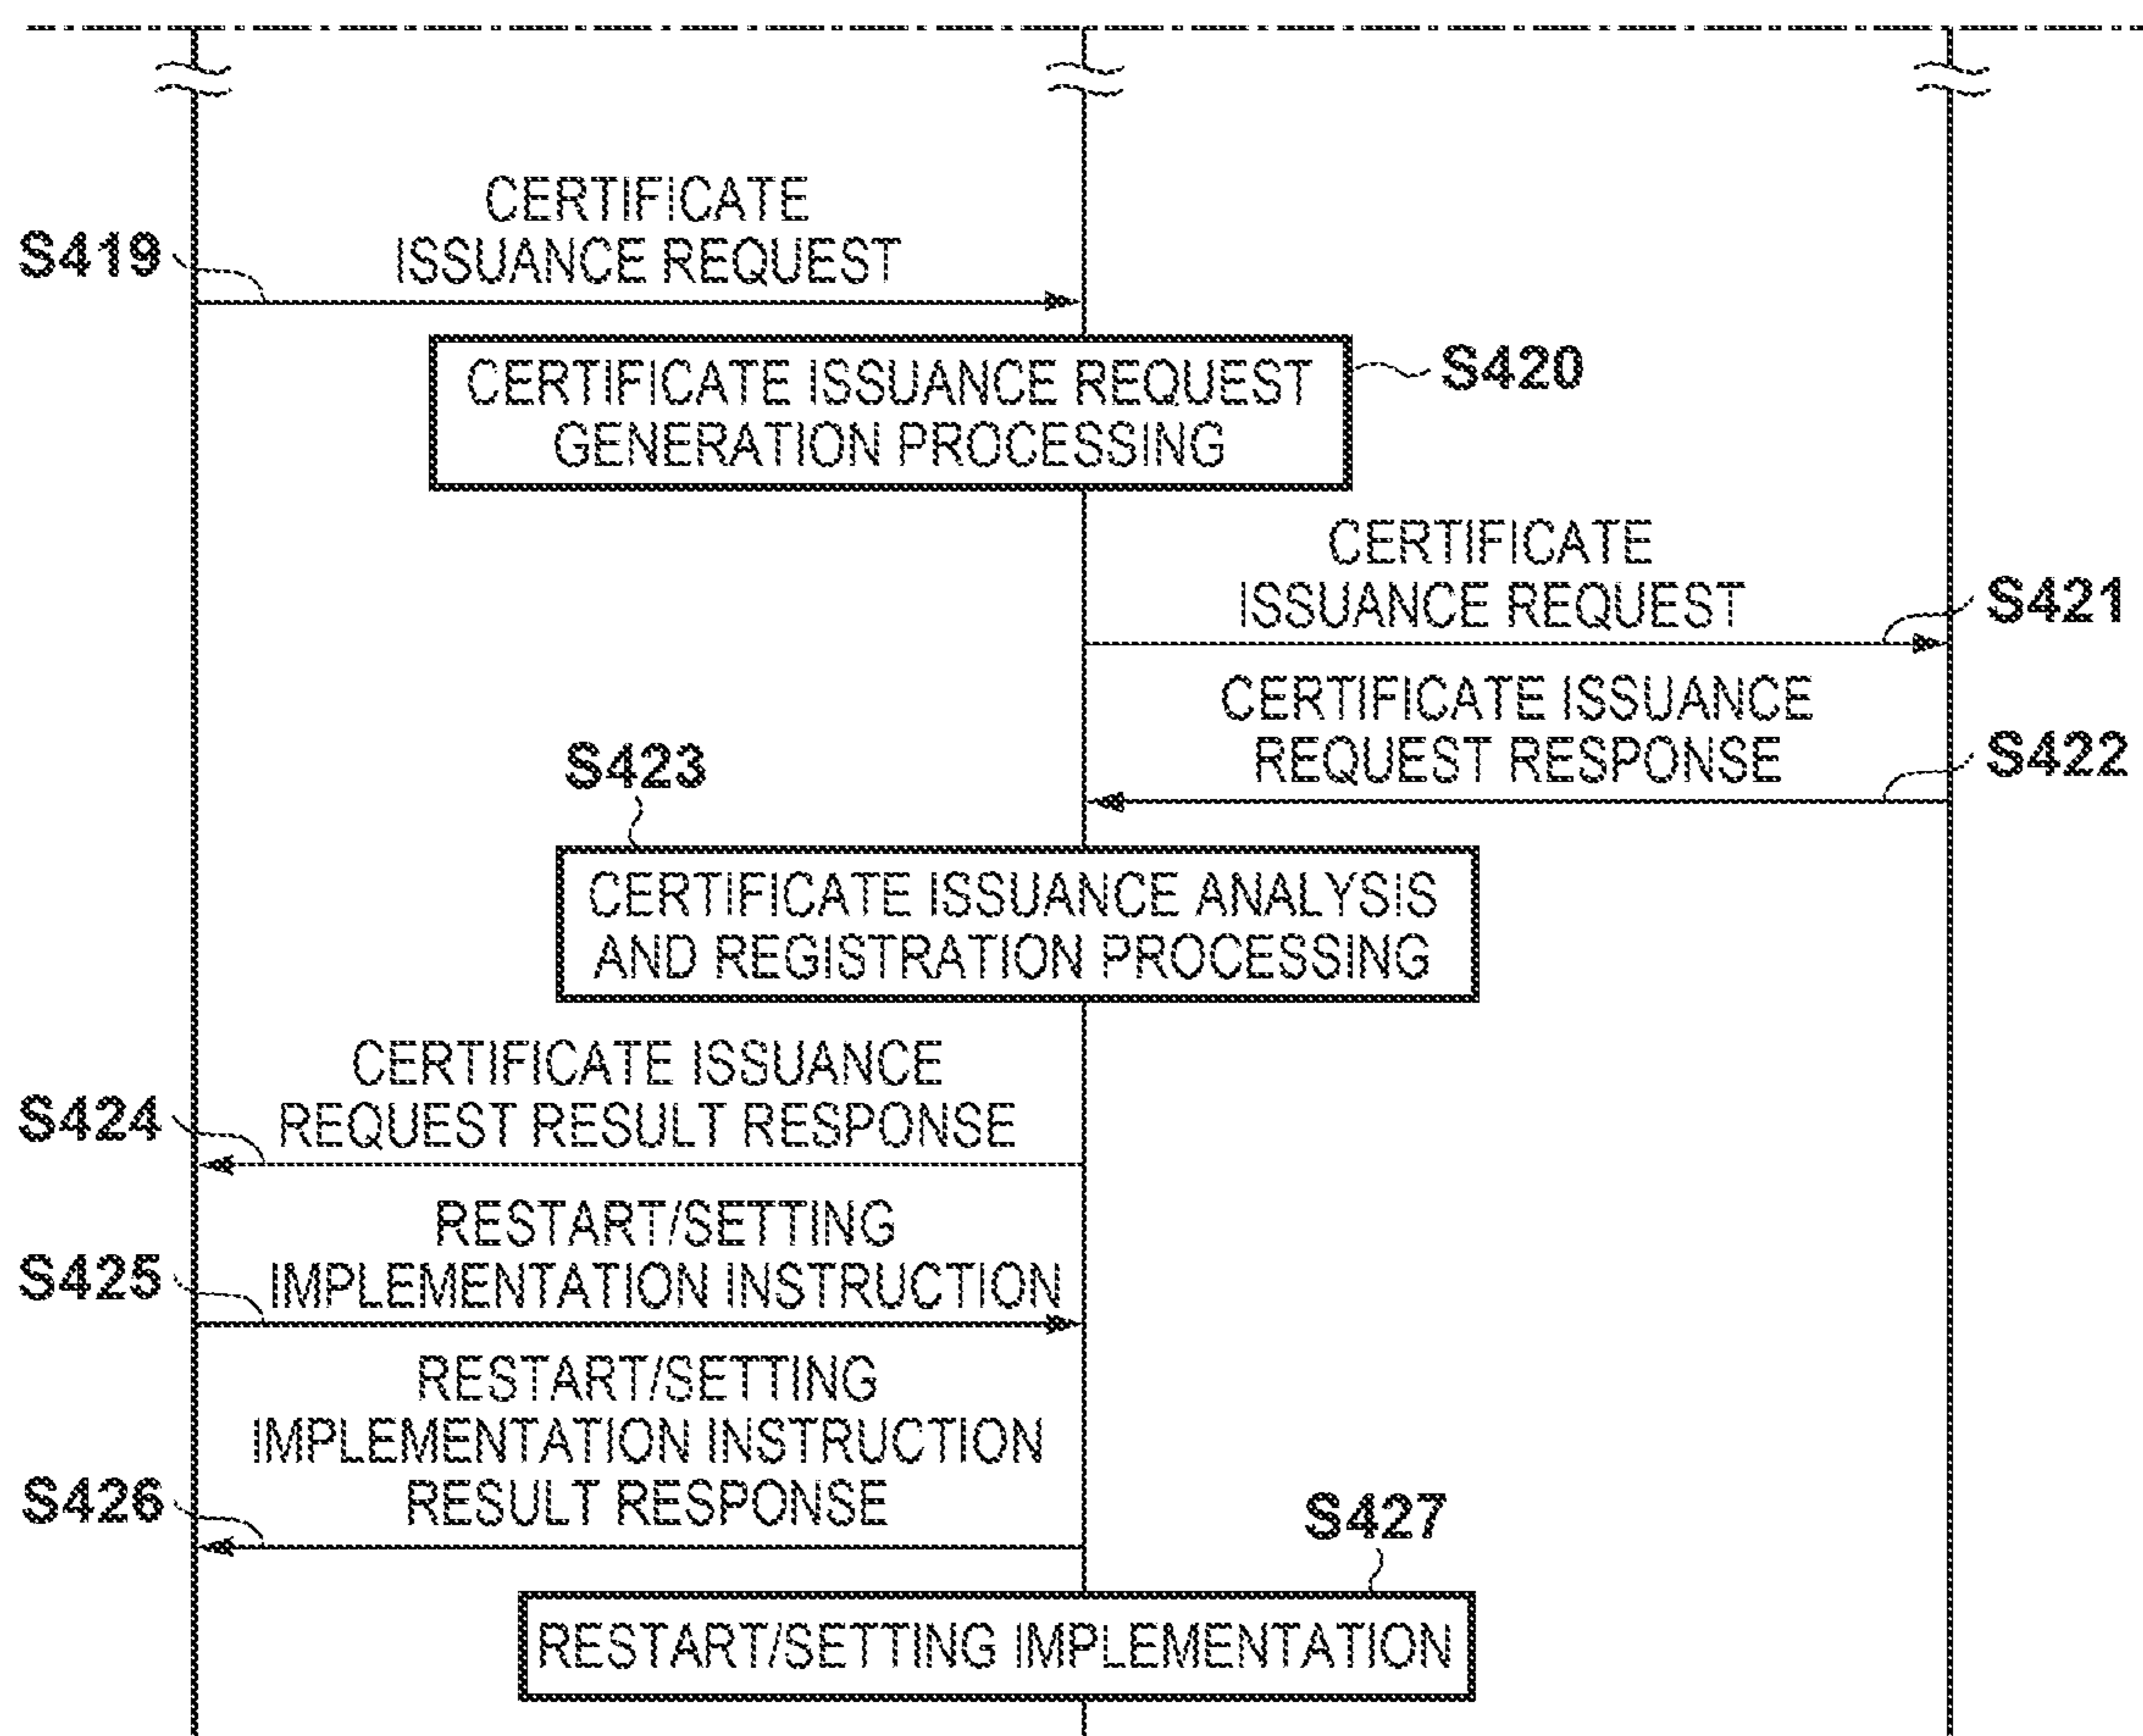 CERTIFICATE
ISSUANCE REQUEST
S419
CERTIFICATE ISSUANCE REQUEST
GENERATION PROCESSING
S420
CERTIFICATE
ISSUANCE REQUEST
S421
CERTIFICATE ISSUANCE
REQUEST RESPONSE
S422
S423
CERTIFICATE ISSUANCE ANALYSIS
AND REGISTRATION PROCESSING
CERTIFICATE ISSUANCE
REQUEST RESULT RESPONSE
S424
RESTART/SETTING
IMPLEMENTATION INSTRUCTION
S425
RESTART/SETTING
IMPLEMENTATION INSTRUCTION
RESULT RESPONSE
S426
S427
RESTART/SETTING IMPLEMENTATION